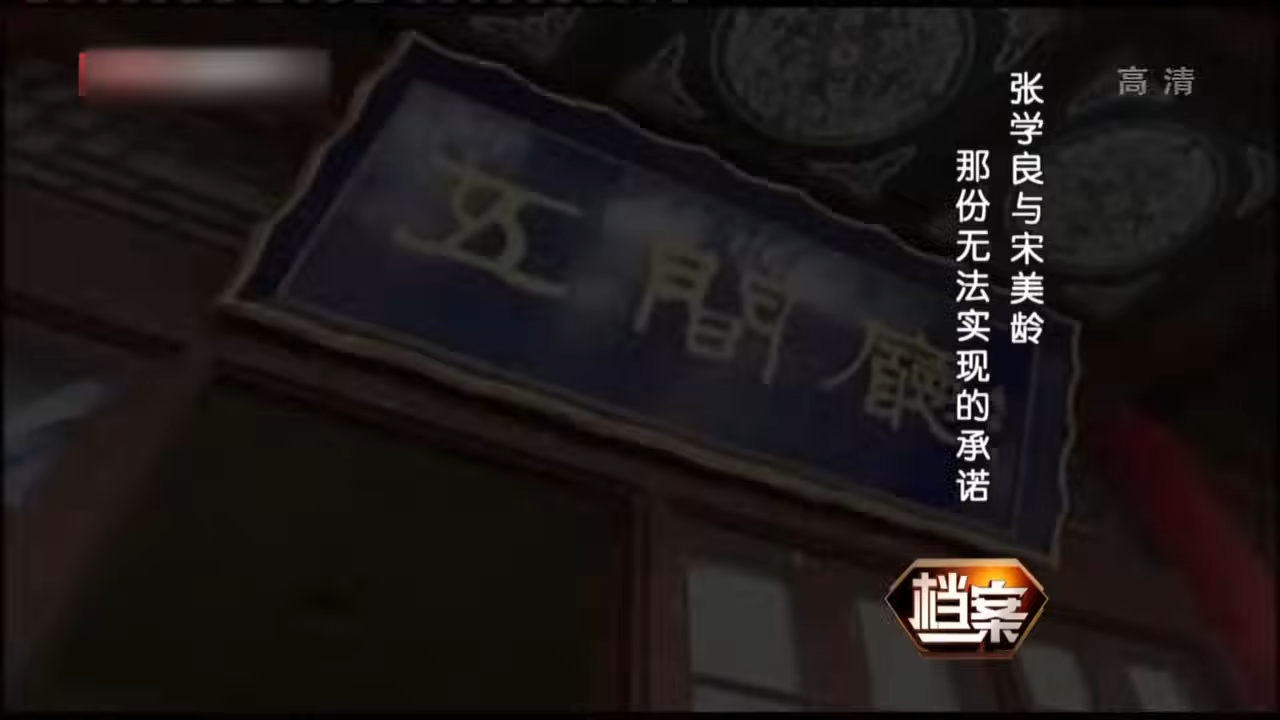 高清
张学良与宋美龄
那份无法实现的承诺
五間廳
档案